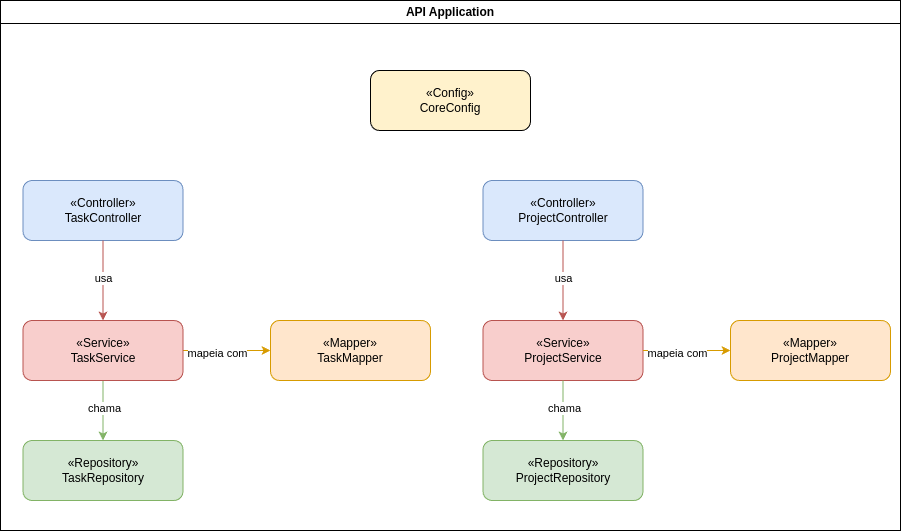 API Application
«Config»
CoreConfig
«Controller»
TaskController
«Controller»
ProjectController
usa
usa
«Service»
TaskService
mapeia com
«Mapper»
TaskMapper
«Service»
ProjectService
mapeia com
«Mapper»
ProjectMapper
chama
chama
«Repository»
TaskRepository
«Repository»
ProjectRepository